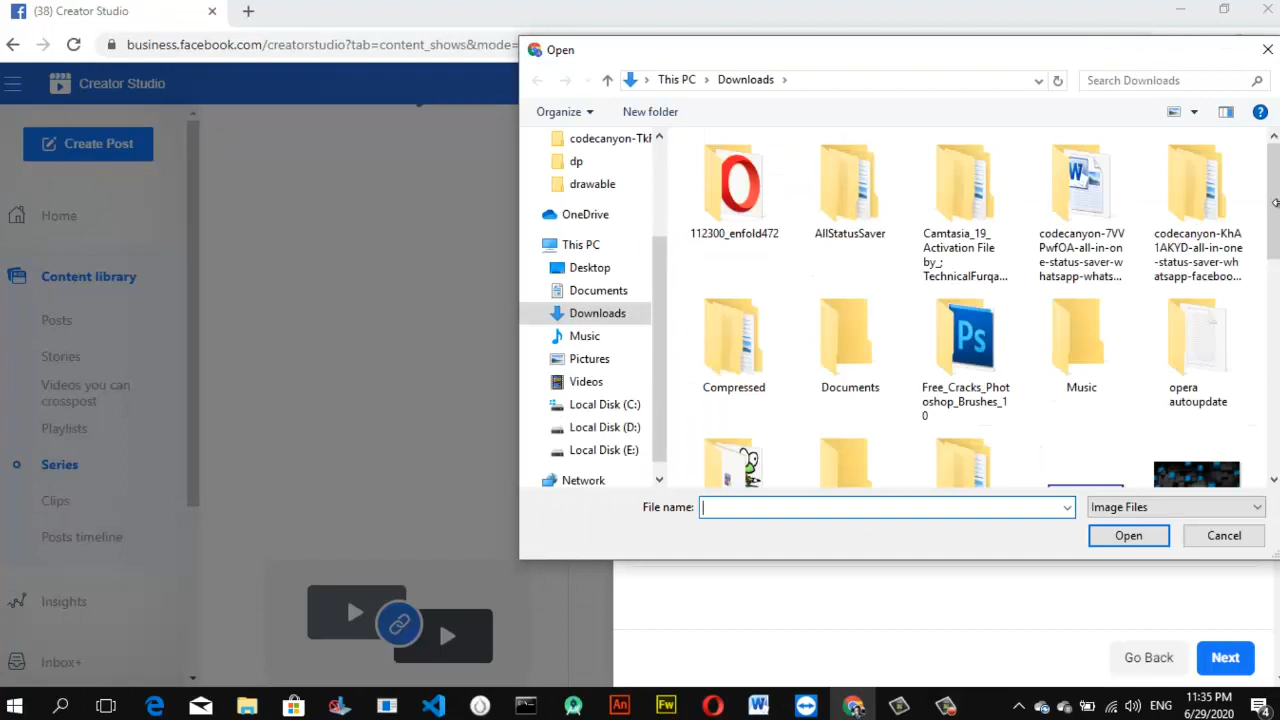 (38) Creator Studio
business.facebook.com/creatorstudio?tab=content_shows&mode=
Creator Studio
Create Post
Home
Content library
Posts
Stories
Videos you can
crosspost
Playlists
Series
Clips
Posts timeline
Insights
Inbox+
Open
This PC
Downloads
Search Downloads
Organize
New folder
codecanyon-TkF
dp
drawable
OneDrive
This PC
Desktop
Documents
Downloads
Music
Pictures
Videos
Local Disk (C:)
Local Disk (D:)
Local Disk (E:)
Network
112300_enfold472
AllStatusSaver
Camtasia_19_
Activation File
by_;
TechnicalFurqa...
codecanyon-7VV
PwfOA-all-in-on
e-status-saver-w
hatsapp-whats...
codecanyon-KhA
1AKYD-all-in-one
-status-saver-wh
atsapp-faceboo...
Compressed
Documents
Free_Cracks_Phot
oshop_Brushes_1
0
Music
opera
autoupdate
File name:
Image Files
Open
Cancel
Go Back
Next
ENG
11:35 PM
6/29/2020
4